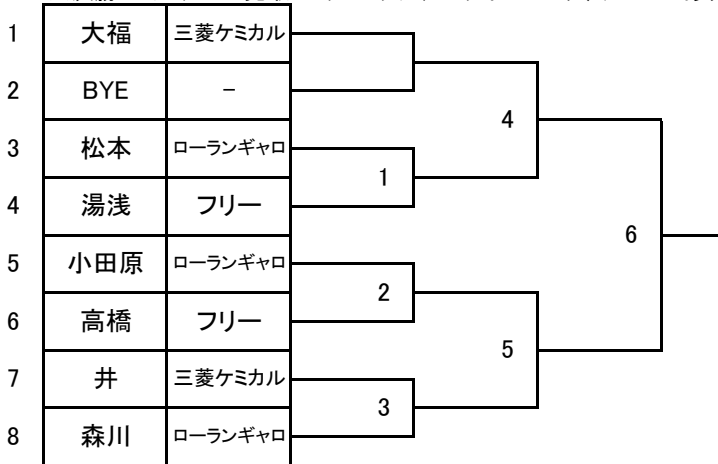 1 大福 三菱ケミカル
2 BYE -
4
3 松本 ローランギャロ
1
4 湯浅 フリー
6
5 小田原 ローランギャロ
2
6 高橋 フリー
5
7 井 三菱ケミカル
3
8 森川 ローランギャロ